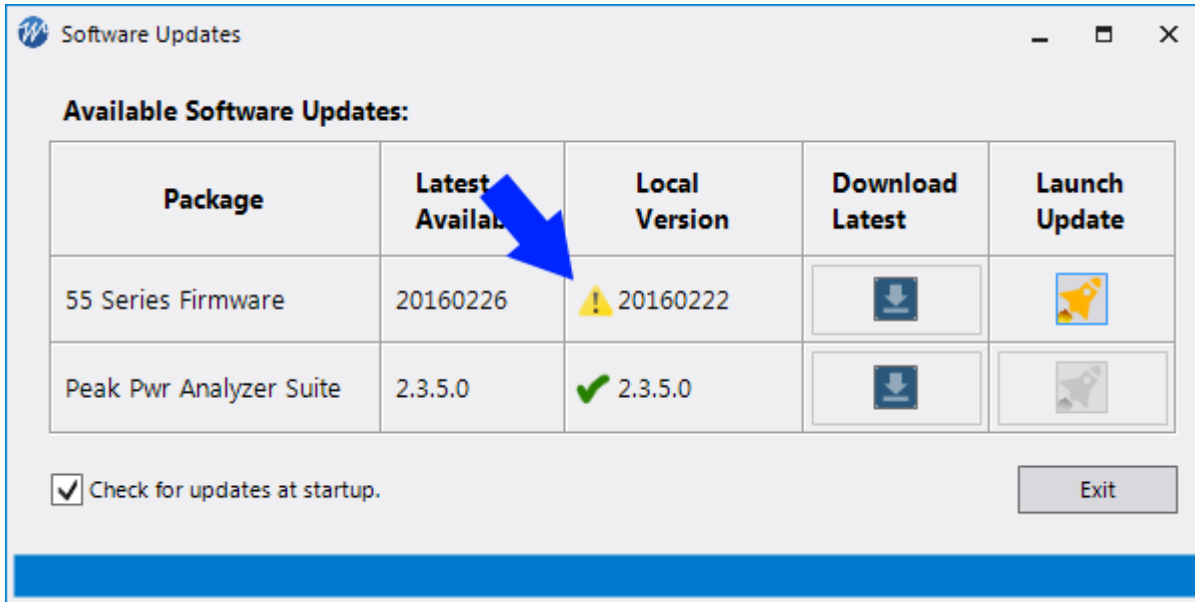 Software Updates
Available Software Updates:
Package
Latest
Local
Version
Download
Latest
Launch
Update
55 Series Firmware
20160226
20160222
Peak Pwr Analyzer Suite
2.3.5.0
2.3.5.0
Check for updates at startup.
Exit